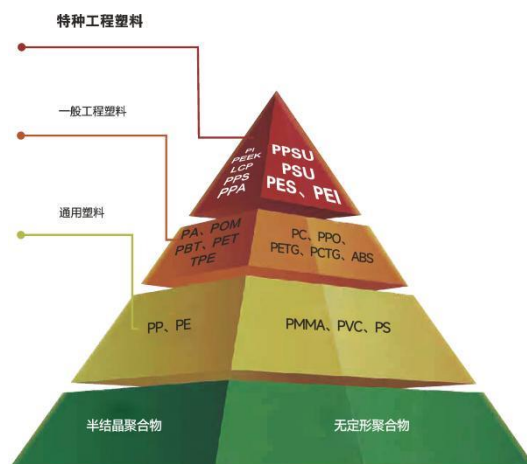 特种工程塑料
一般工程塑料
通用塑料
PI
PEEK
LCP
PPS
PPA
PPSU
PSU
PES、PEI
PA、POM
PBT、PET
TPE
PC、PPO、
PETG、PCTG、ABS
PP、PE
PMMA、PVC、PS
半结晶聚合物
无定形聚合物